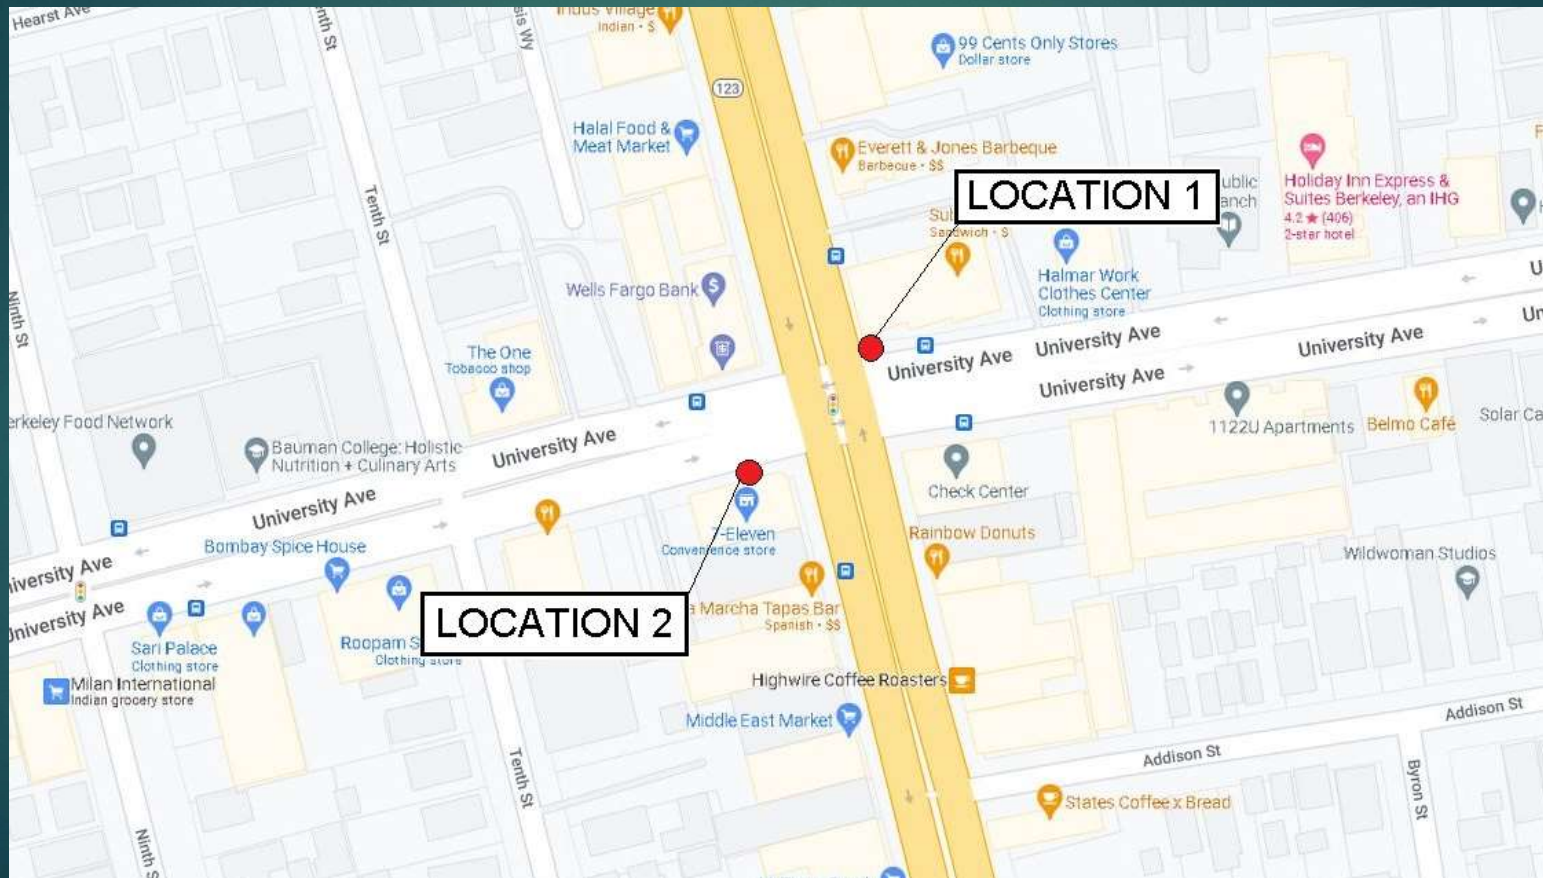 Hearst Ave
Tenth St
Indus Village
Indian · $
123
99 Cents Only Stores
Dollar store
Halal Food &
Meat Market
Everett & Jones Barbeque
Barbecue · $$
LOCATION 1
Holiday Inn Express &
Suites Berkeley, an IHG
4.2 ★ (406)
2-star hotel
Sandwich · $
Halmar Work
Clothes Center
Clothing store
Wells Fargo Bank
Ninth St
The One
Tobacco shop
University Ave
University Ave
University Ave
University Ave
Food Network
Bauman College: Holistic
Nutrition + Culinary Arts
University Ave
University Ave
1122U Apartments
Belmo Café
Solar
Check Center
7-Eleven
Convenience store
Rainbow Donuts
Wildwoman Studios
Bombay Spice House
University Ave
University Ave
Sari Palace
Clothing store
Roopam
Clothing store
LOCATION 2
Marcha Tapas Bar
Spanish · $$
Milan International
Indian grocery store
Highwire Coffee Roasters
Middle East Market
Addison St
Addison St
Tenth St
Byron St
States Coffee x Bread
Ninth S